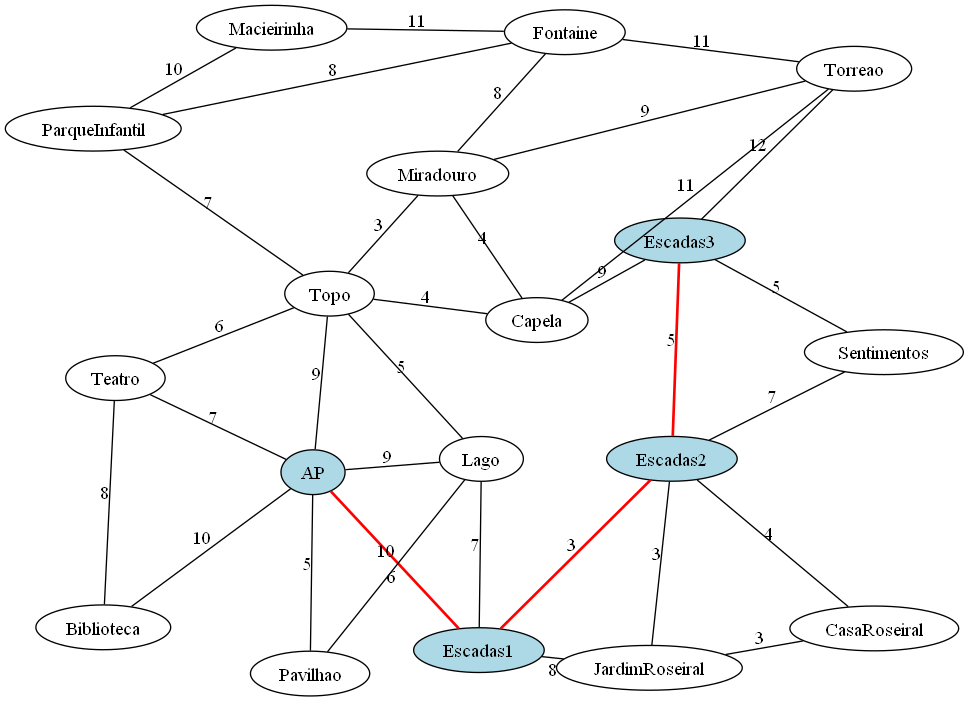 Macieirinha
11
Fontaine
11
Torreao
10
8
ParqueInfantil
8
9
12
Miradouro
11
7
3
4
Escadas3
9
5
Topo
4
Capela
6
5
Sentimentos
Teatro
9
5
7
7
9
Lago
Escadas2
AP
8
10
10
7
3
3
4
5
6
Biblioteca
CasaRoseiral
3
Escadas1
8
JardimRoseiral
Pavilhao